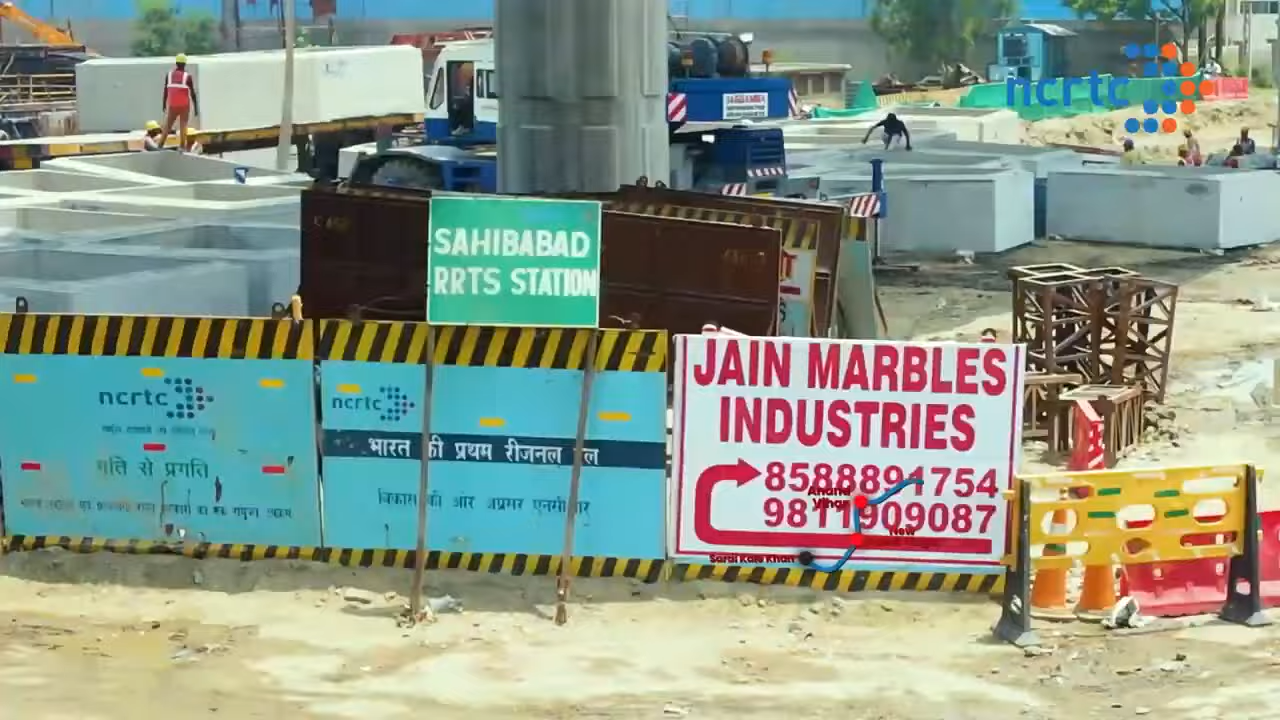 ncrtc
SAHIBABAD
RRTS STATION
ncrtc
गति से प्रगति
ncrtc
भारत की प्रथम रीजनल रेल
विकास की ओर अग्रसर एनसीआर
JAIN MARBLES
INDUSTRIES
8588891754
9811909087
Anand
Vihar
New
Sarai Kale Khan